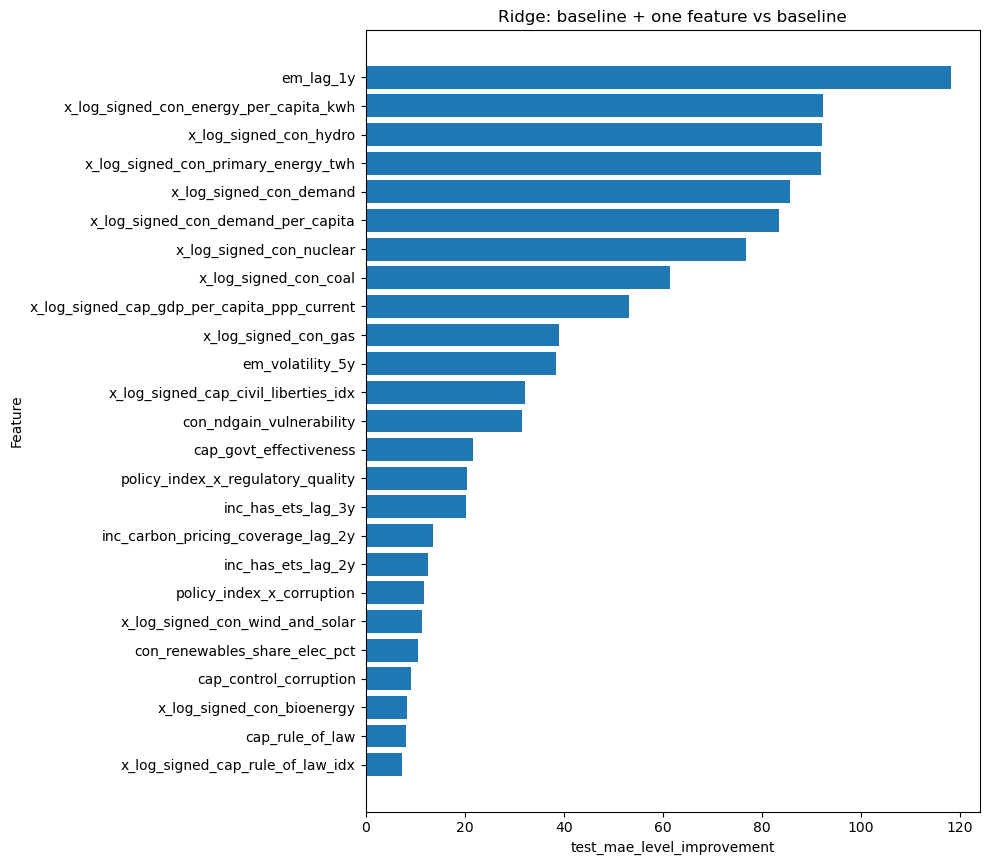 Ridge: baseline + one feature vs baseline
Feature
em_lag_1y
x_log_signed_con_energy_per_capita_kwh
x_log_signed_con_hydro
x_log_signed_con_primary_energy_twh
x_log_signed_con_demand
x_log_signed_con_demand_per_capita
x_log_signed_con_nuclear
x_log_signed_con_coal
x_log_signed_cap_gdp_per_capita_ppp_current
x_log_signed_con_gas
em_volatility_5y
x_log_signed_cap_civil_liberties_idx
con_ndgain_vulnerability
cap_govt_effectiveness
policy_index_x_regulatory_quality
inc_has_ets_lag_3y
inc_carbon_pricing_coverage_lag_2y
inc_has_ets_lag_2y
policy_index_x_corruption
x_log_signed_con_wind_and_solar
con_renewables_share_elec_pct
cap_control_corruption
x_log_signed_con_bioenergy
cap_rule_of_law
x_log_signed_cap_rule_of_law_idx
0 20 40 60 80 100 120
test_mae_level_improvement